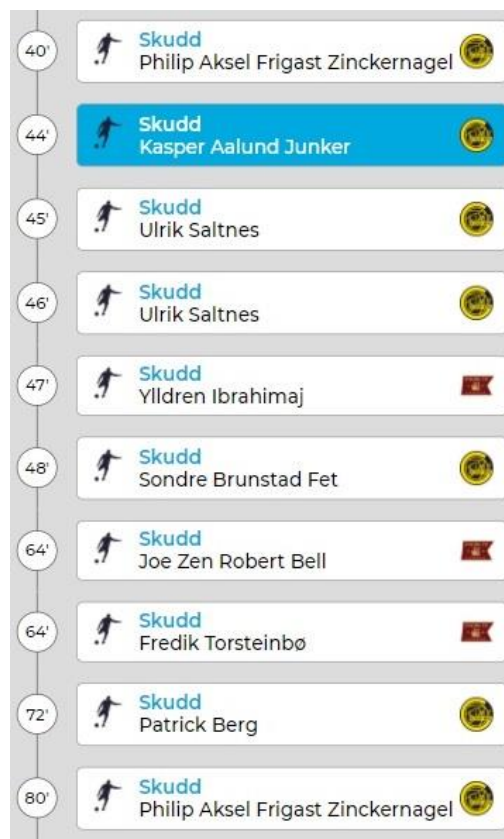 40'
Skudd
Philip Aksel Frigast Zinckernagel
44'
Skudd
Kasper Aalund Junker
45'
Skudd
Ulrik Saltnes
46'
Skudd
Ulrik Saltnes
47'
Skudd
Ylldren Ibrahimaj
48'
Skudd
Sondre Brunstad Fet
64'
Skudd
Joe Zen Robert Bell
64'
Skudd
Fredik Torsteinbø
72'
Skudd
Patrick Berg
80'
Skudd
Philip Aksel Frigast Zinckernagel